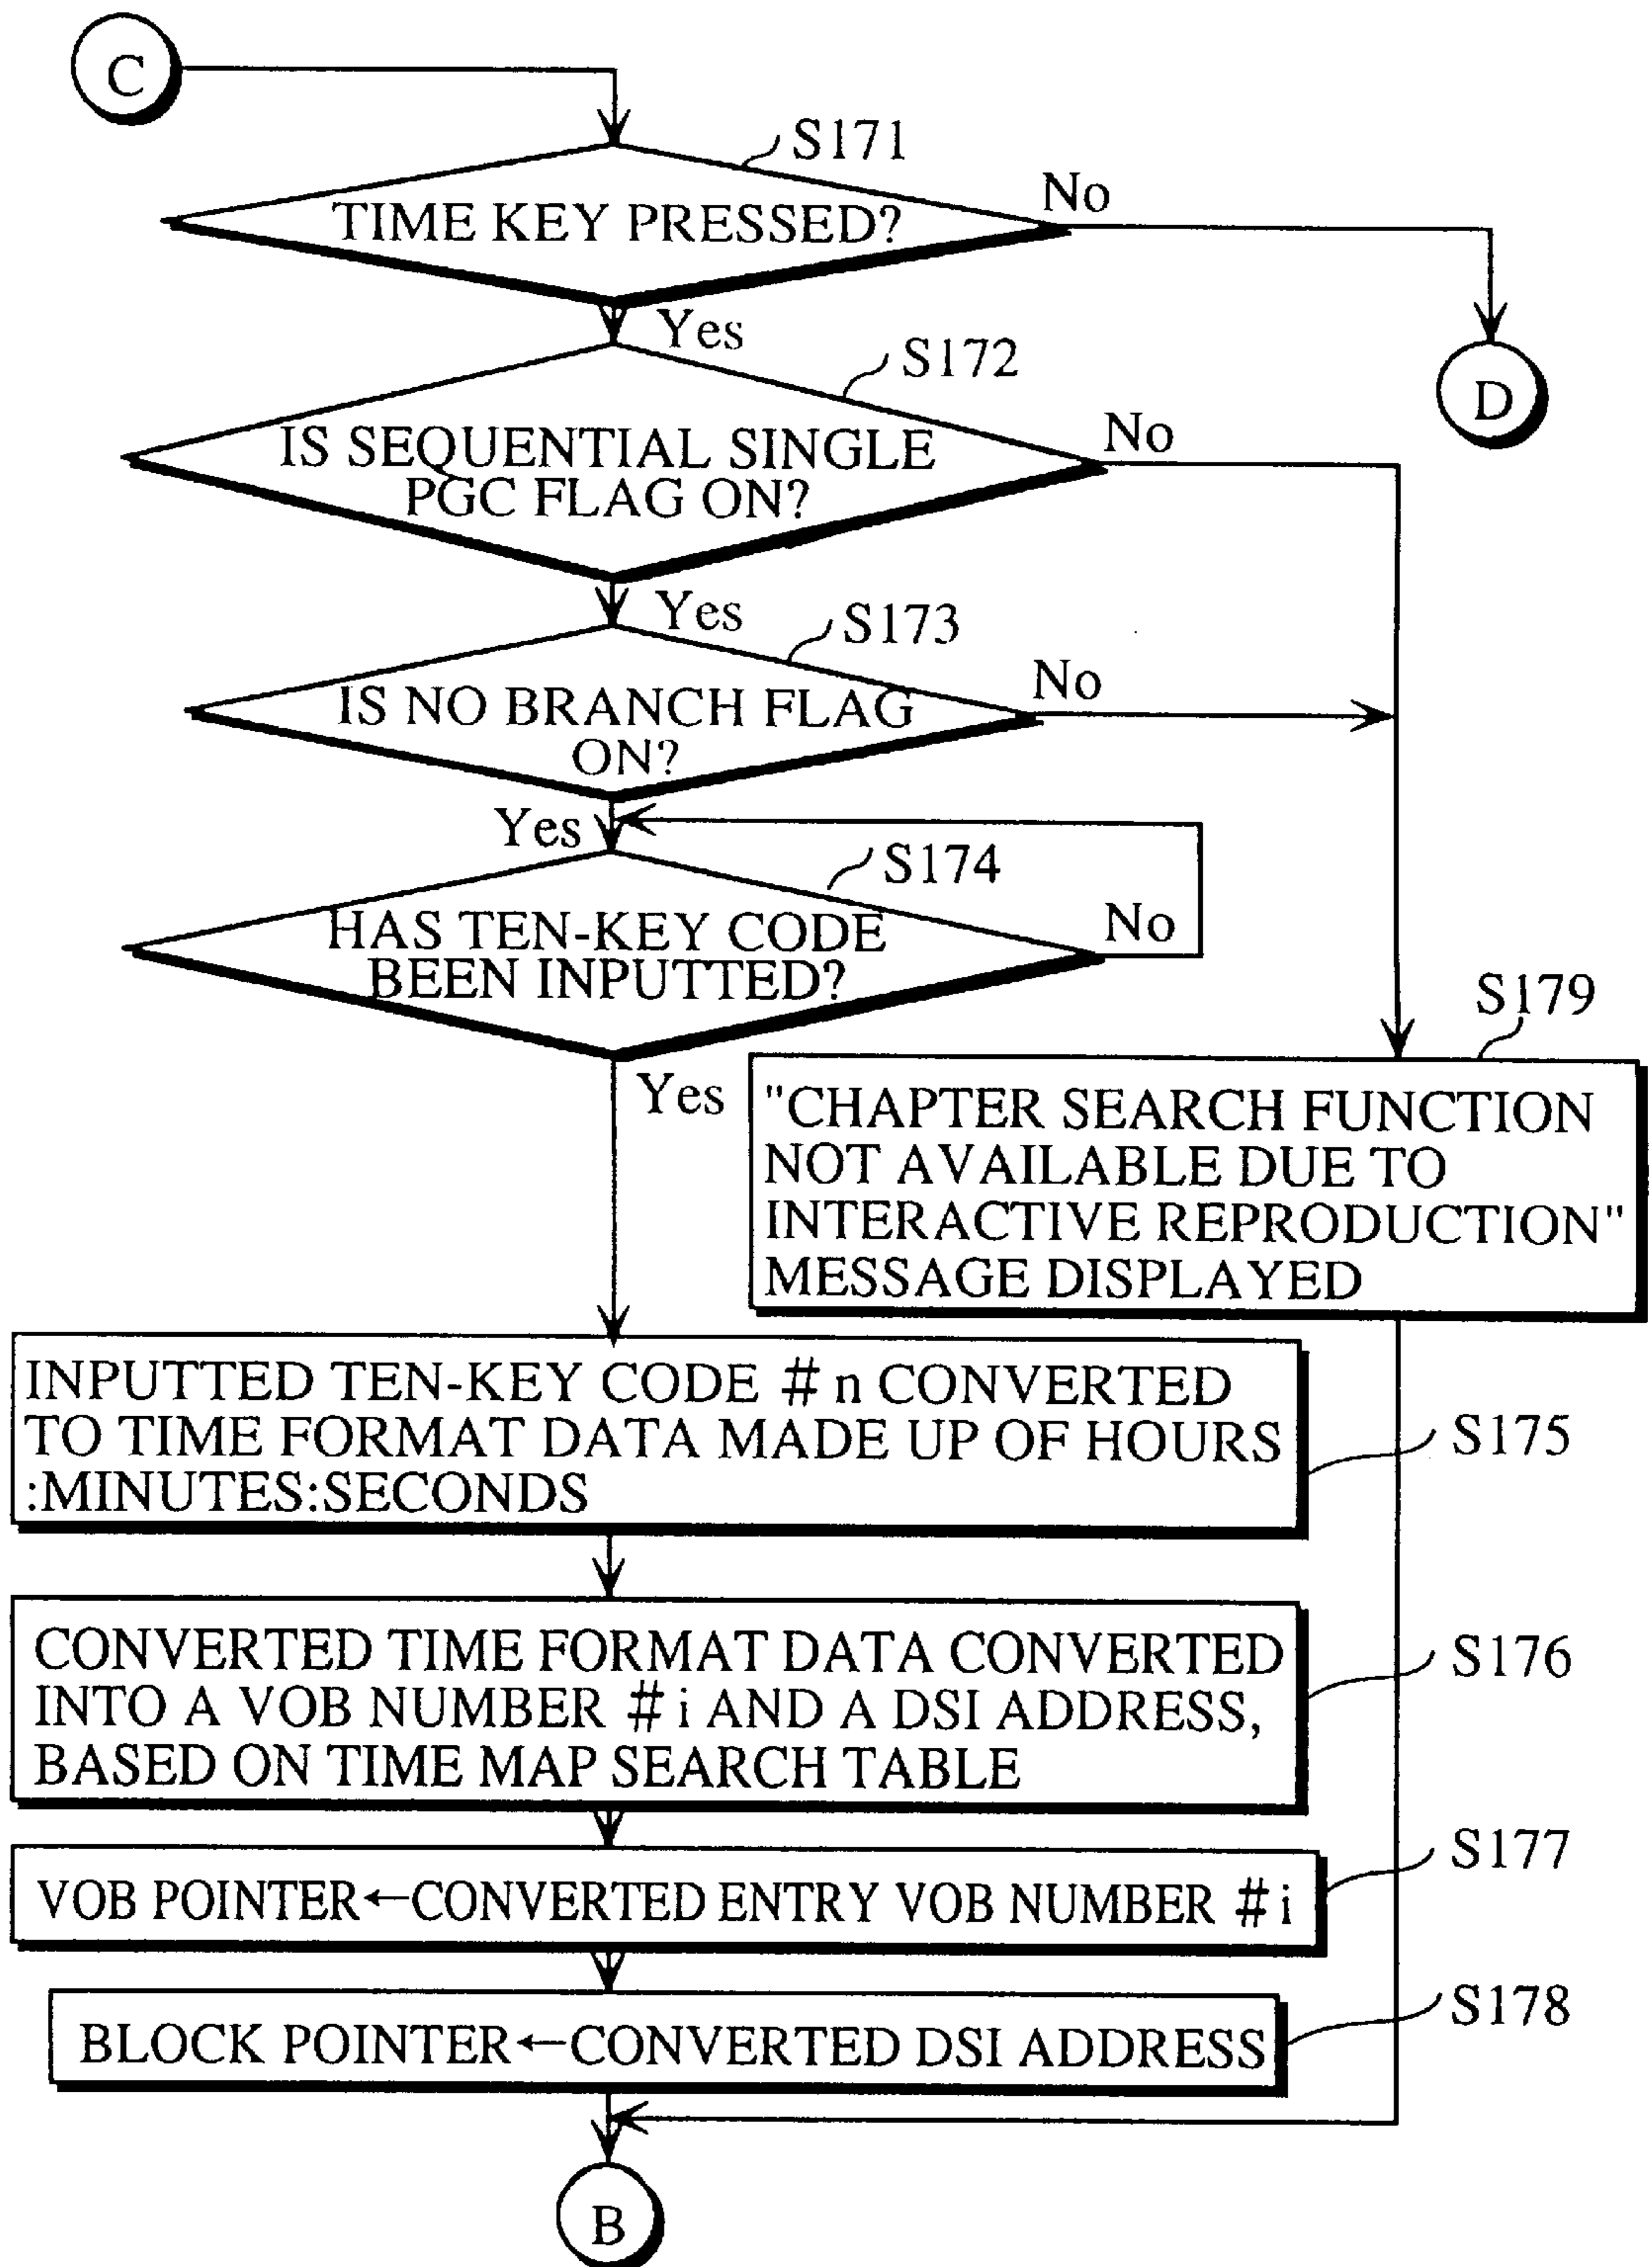 C
S171
TIME KEY PRESSED?
No
Yes
S172
D
IS SEQUENTIAL SINGLE
PGC FLAG ON?
No
Yes
S173
IS NO BRANCH FLAG
ON?
No
Yes
S174
HAS TEN-KEY CODE
BEEN INPUTTED?
No
Yes
S179
"CHAPTER SEARCH FUNCTION
NOT AVAILABLE DUE TO
INTERACTIVE REPRODUCTION"
MESSAGE DISPLAYED
INPUTTED TEN-KEY CODE #n CONVERTED
TO TIME FORMAT DATA MADE UP OF HOURS
:MINUTES:SECONDS
S175
CONVERTED TIME FORMAT DATA CONVERTED
INTO A VOB NUMBER #i AND A DSI ADDRESS,
BASED ON TIME MAP SEARCH TABLE
S176
VOB POINTER←CONVERTED ENTRY VOB NUMBER #i
S177
BLOCK POINTER←CONVERTED DSI ADDRESS
S178
B